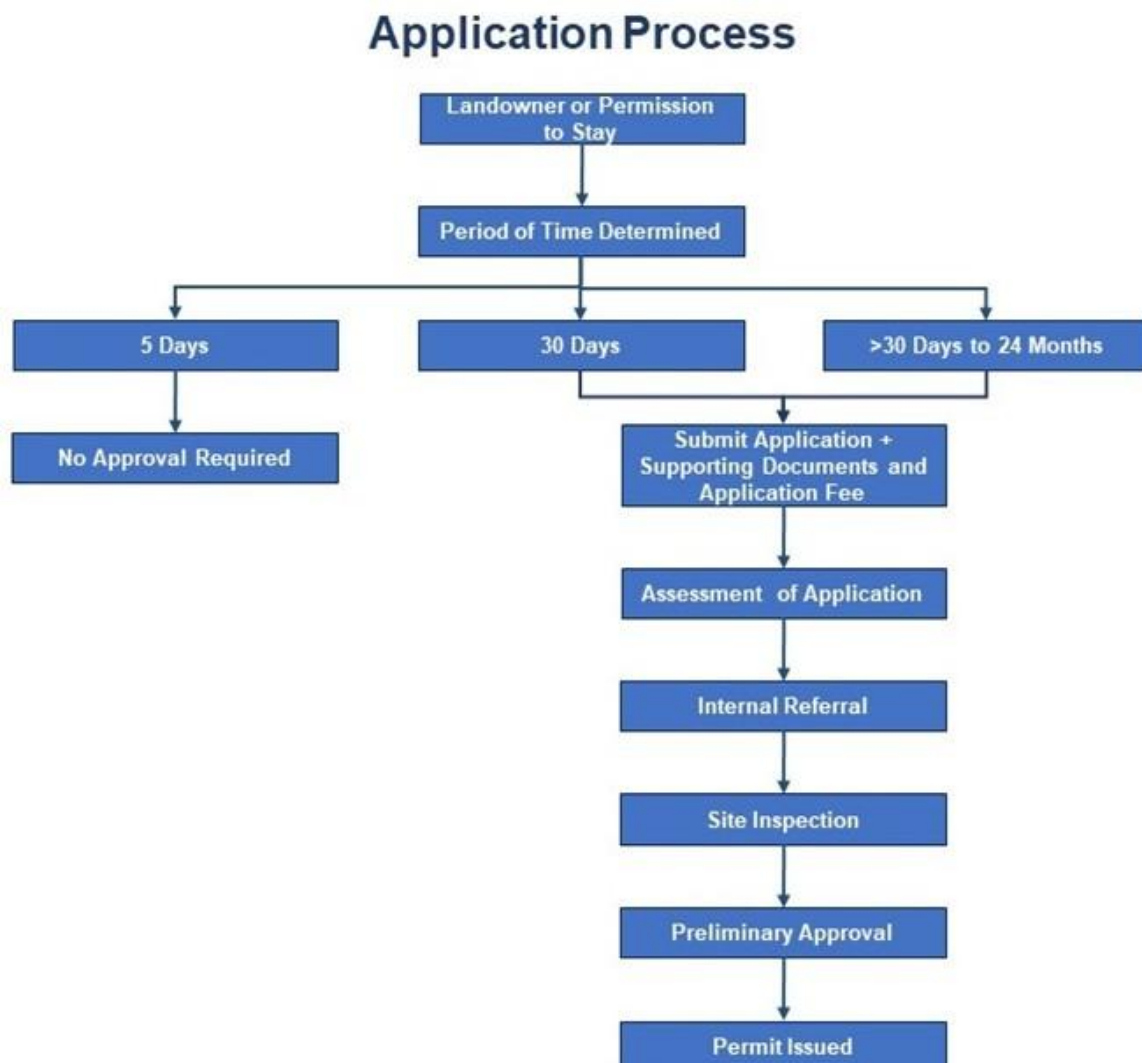 Application Process
Landowner or Permission
to Stay
Period of Time Determined
5 Days
30 Days
>30 Days to 24 Months
No Approval Required
Submit Application +
Supporting Documents and
Application Fee
Assessment of Application
Internal Referral
Site Inspection
Preliminary Approval
Permit Issued